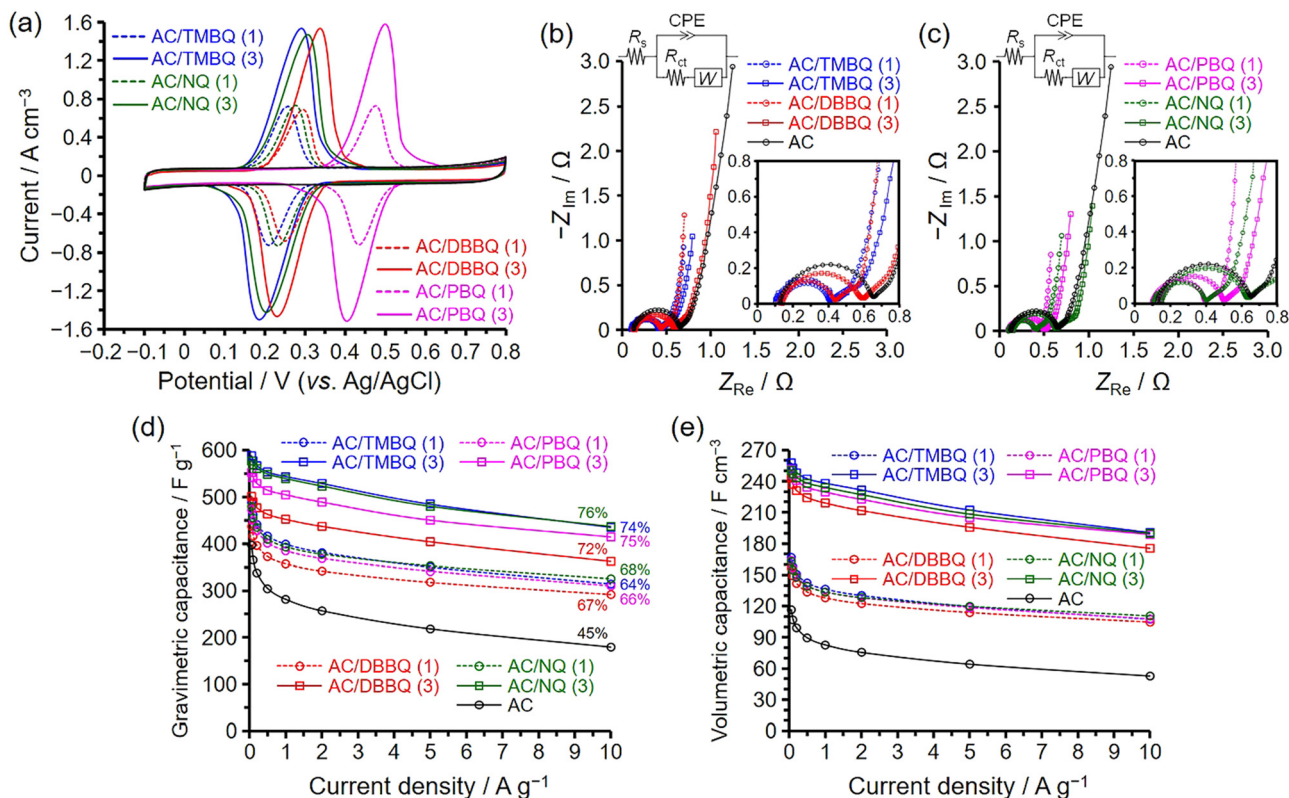 (a)
1.6
1.2
0.8
0.4
0
−0.4
−0.8
−1.2
−1.6
Current / A cm⁻³
AC/TMBQ (1)
AC/TMBQ (3)
AC/NQ (1)
AC/NQ (3)
AC/DBBQ (1)
AC/DBBQ (3)
AC/PBQ (1)
AC/PBQ (3)
−0.2 −0.1 0 0.1 0.2 0.3 0.4 0.5 0.6 0.7 0.8
Potential / V (vs. Ag/AgCl)
(b)
CPE
Rs
Rct
W
−3.0
−2.5
−2.0
−1.5
−1.0
−0.5
0
−ZIm / Ω
AC/TMBQ (1)
AC/TMBQ (3)
AC/DBBQ (1)
AC/DBBQ (3)
AC
0.8
0.6
0.4
0.2
0
0 0.2 0.4 0.6 0.8
0 0.5 1.0 1.5 2.0 2.5 3.0
ZRe / Ω
(c)
CPE
Rs
Rct
W
−3.0
−2.5
−2.0
−1.5
−1.0
−0.5
0
−ZIm / Ω
AC/PBQ (1)
AC/PBQ (3)
AC/NQ (1)
AC/NQ (3)
AC
0.8
0.6
0.4
0.2
0
0 0.2 0.4 0.6 0.8
0 0.5 1.0 1.5 2.0 2.5 3.0
ZRe / Ω
(d)
600
500
400
300
200
100
0
Gravimetric capacitance / F g⁻¹
AC/TMBQ (1)
AC/TMBQ (3)
AC/PBQ (1)
AC/PBQ (3)
76%
74%
75%
72%
68%
64%
66%
67%
45%
AC/DBBQ (1)
AC/DBBQ (3)
AC/NQ (1)
AC/NQ (3)
AC
0 1 2 3 4 5 6 7 8 9 10
Current density / A g⁻¹
(e)
270
240
210
180
150
120
90
60
30
0
Volumetric capacitance / F cm⁻³
AC/TMBQ (1)
AC/TMBQ (3)
AC/PBQ (1)
AC/PBQ (3)
AC/DBBQ (1)
AC/DBBQ (3)
AC/NQ (1)
AC/NQ (3)
AC
0 1 2 3 4 5 6 7 8 9 10
Current density / A g⁻¹